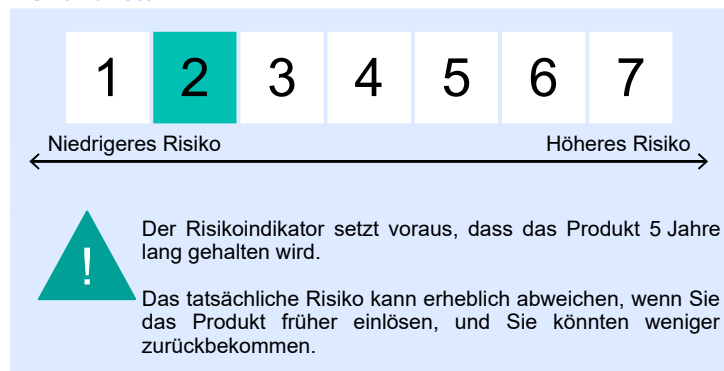 1 2 3 4 5 6 7
Niedrigeres Risiko Höheres Risiko
!
Der Risikoindikator setzt voraus, dass das Produkt 5 Jahre
lang gehalten wird.
Das tatsächliche Risiko kann erheblich abweichen, wenn Sie
das Produkt früher einlösen, und Sie könnten weniger
zurückbekommen.